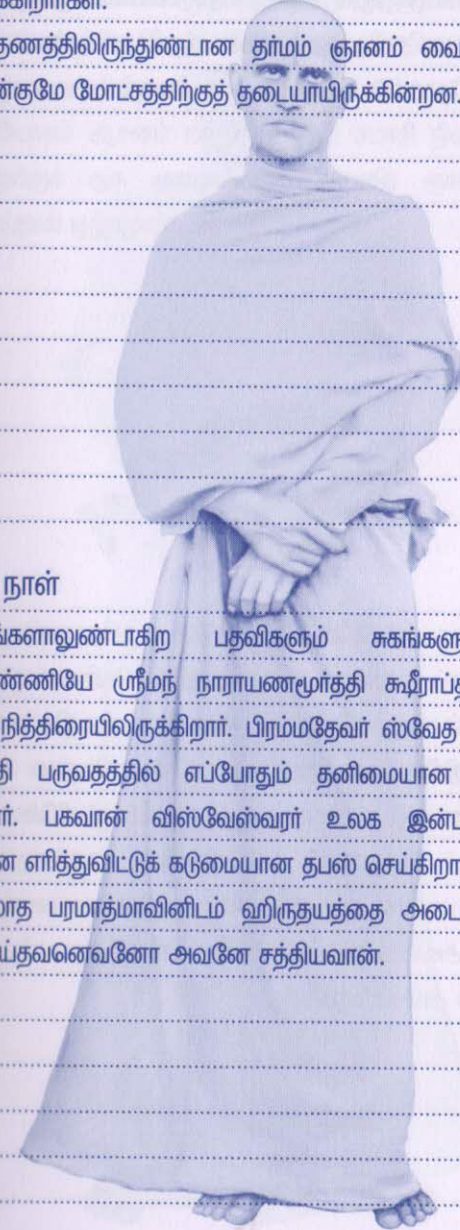 க்கிறார்கள்.
குணத்திலிருந்துண்டான தர்மம் ஞானம் வை
ன்குமே மோட்சத்திற்குத் தடையாயிருக்கின்றன.
நாள்
ங்களாலுண்டாகிற பதவிகளும் சுகங்களு
ண்ணியே ஸ்ரீமந் நாராயணமூர்த்தி க்ஷீராப்த
நித்திரையிலிருக்கிறார். பிரம்மதேவர் ஸ்வேத
தி பருவதத்தில் எப்போதும் தனிமையான
ர். பகவான் விஸ்வேஸ்வரர் உலக இன்ப
ன எரித்துவிட்டுக் கடுமையான தபஸ் செய்கிறா
லாத பரமாத்மாவினிடம் ஹிருதயத்தை அடை
ய்தவனெவனோ அவனே சத்தியவான்.